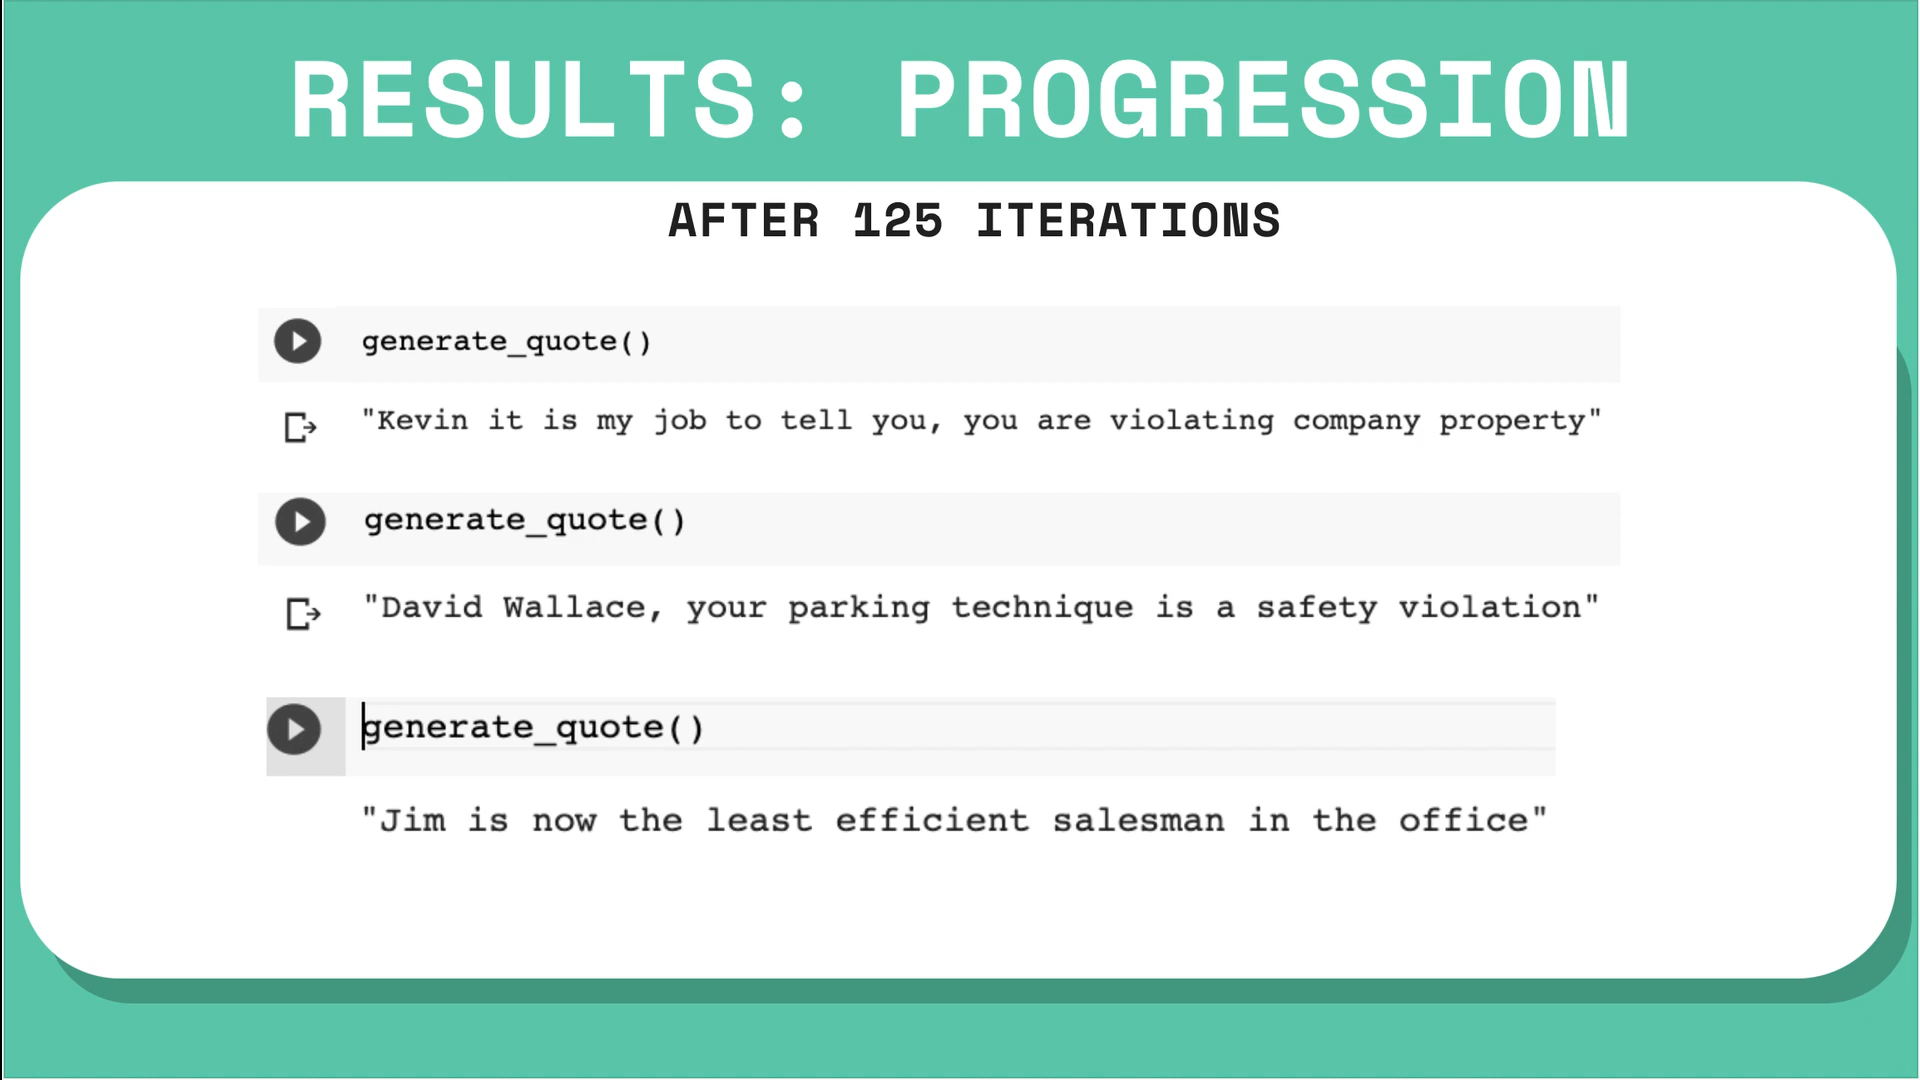 RESULTS: PROGRESSION
AFTER 125 ITERATIONS
generate_quote()
"Kevin it is my job to tell you, you are violating company property"
generate_quote()
"David Wallace, your parking technique is a safety violation"
generate_quote()
"Jim is now the least efficient salesman in the office"